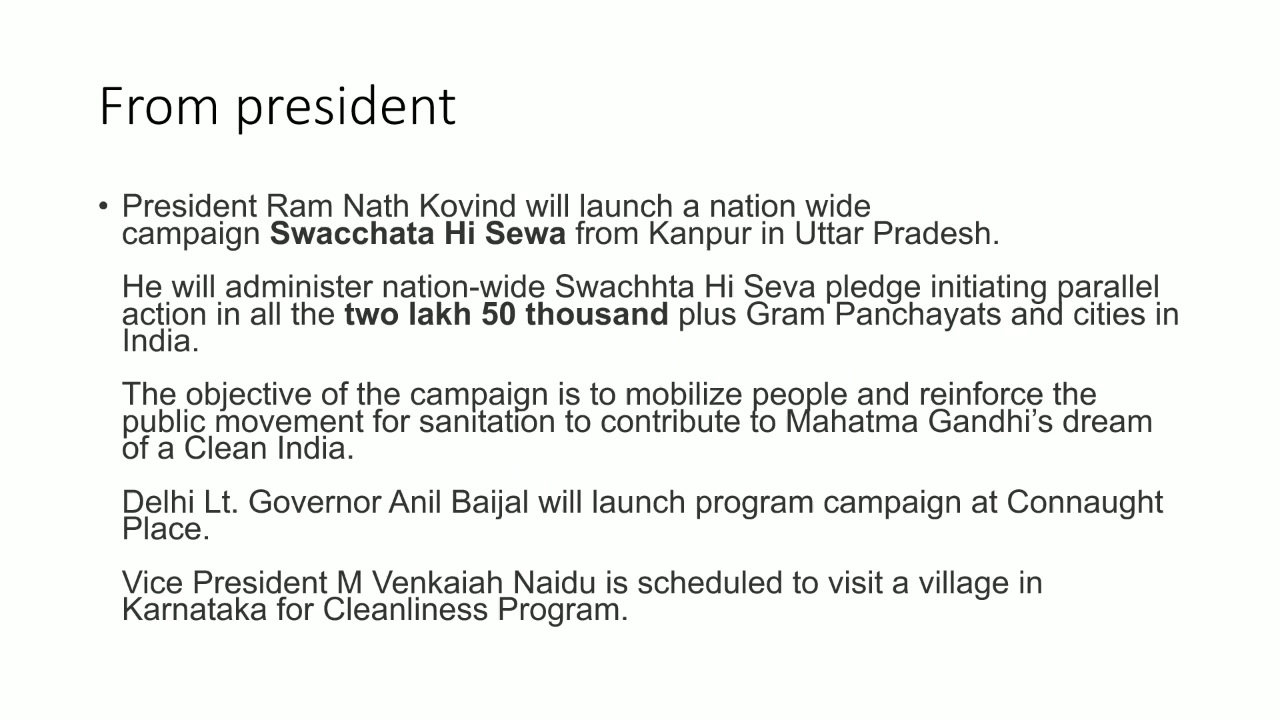 From president
• President Ram Nath Kovind will launch a nation wide
campaign Swacchata Hi Sewa from Kanpur in Uttar Pradesh.
He will administer nation-wide Swachhta Hi Seva pledge initiating parallel
action in all the two lakh 50 thousand plus Gram Panchayats and cities in
India.
The objective of the campaign is to mobilize people and reinforce the
public movement for sanitation to contribute to Mahatma Gandhi’s dream
of a Clean India.
Delhi Lt. Governor Anil Baijal will launch program campaign at Connaught
Place.
Vice President M Venkaiah Naidu is scheduled to visit a village in
Karnataka for Cleanliness Program.